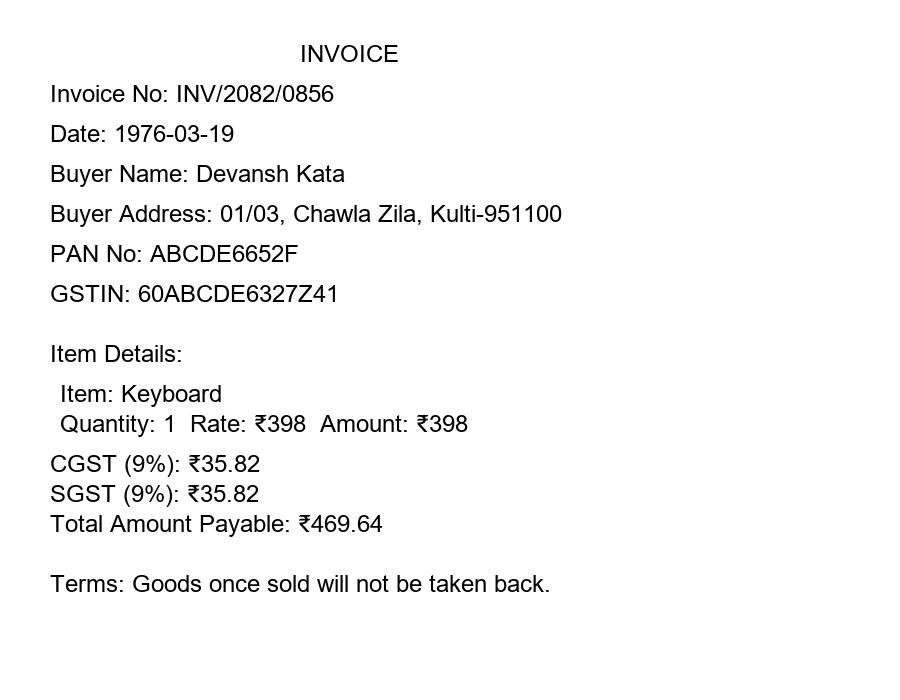 INVOICE
Invoice No: INV/2082/0856
Date: 1976-03-19
Buyer Name: Devansh Kata
Buyer Address: 01/03, Chawla Zila, Kulti-951100
PAN No: ABCDE6652F
GSTIN: 60ABCDE6327Z41
Item Details:
Item: Keyboard
Quantity: 1  Rate: ₹398  Amount: ₹398
CGST (9%): ₹35.82
SGST (9%): ₹35.82
Total Amount Payable: ₹469.64
Terms: Goods once sold will not be taken back.